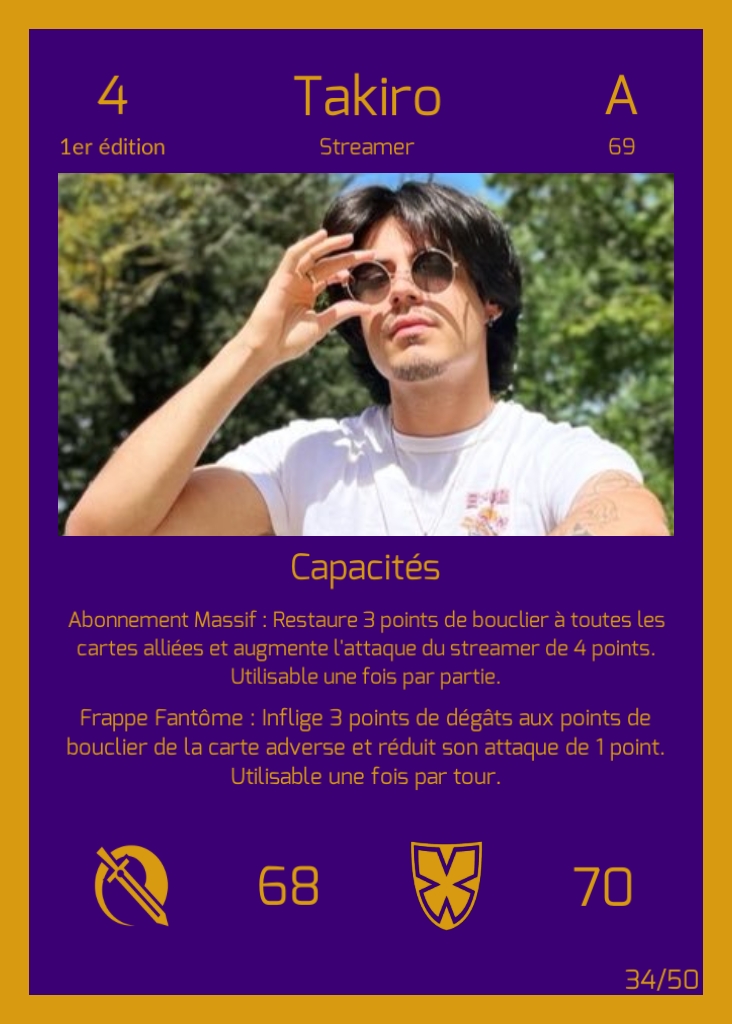 4
Takiro
A
1er édition
Streamer
69
Capacités
Abonnement Massif : Restaure 3 points de bouclier à toutes les
cartes alliées et augmente l'attaque du streamer de 4 points.
Utilisable une fois par partie.
Frappe Fantôme : Inflige 3 points de dégâts aux points de
bouclier de la carte adverse et réduit son attaque de 1 point.
Utilisable une fois par tour.
68
70
34/50